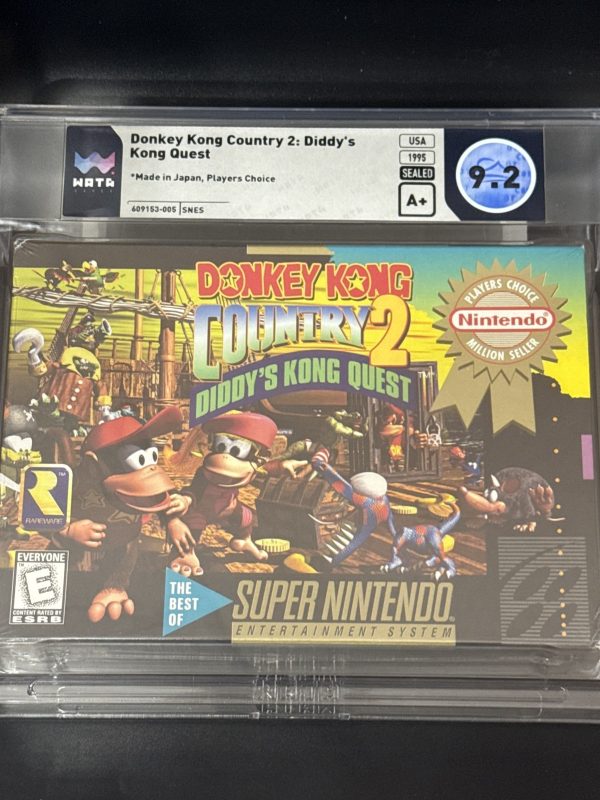 Donkey Kong Country 2: Diddy's
Kong Quest
*Made in Japan, Players Choice
609153-005 SNES
WATA
USA
1995
SEALED
A+
9.2
DONKEY KONG
COUNTRY 2
DIDDY'S KONG QUEST
TM
PLAYERS CHOICE
Nintendo
MILLION SELLER
RAREWARE
EVERYONE
E
CONTENT RATED BY
ESRB
THE
BEST
OF
SUPER NINTENDO
ENTERTAINMENT SYSTEM